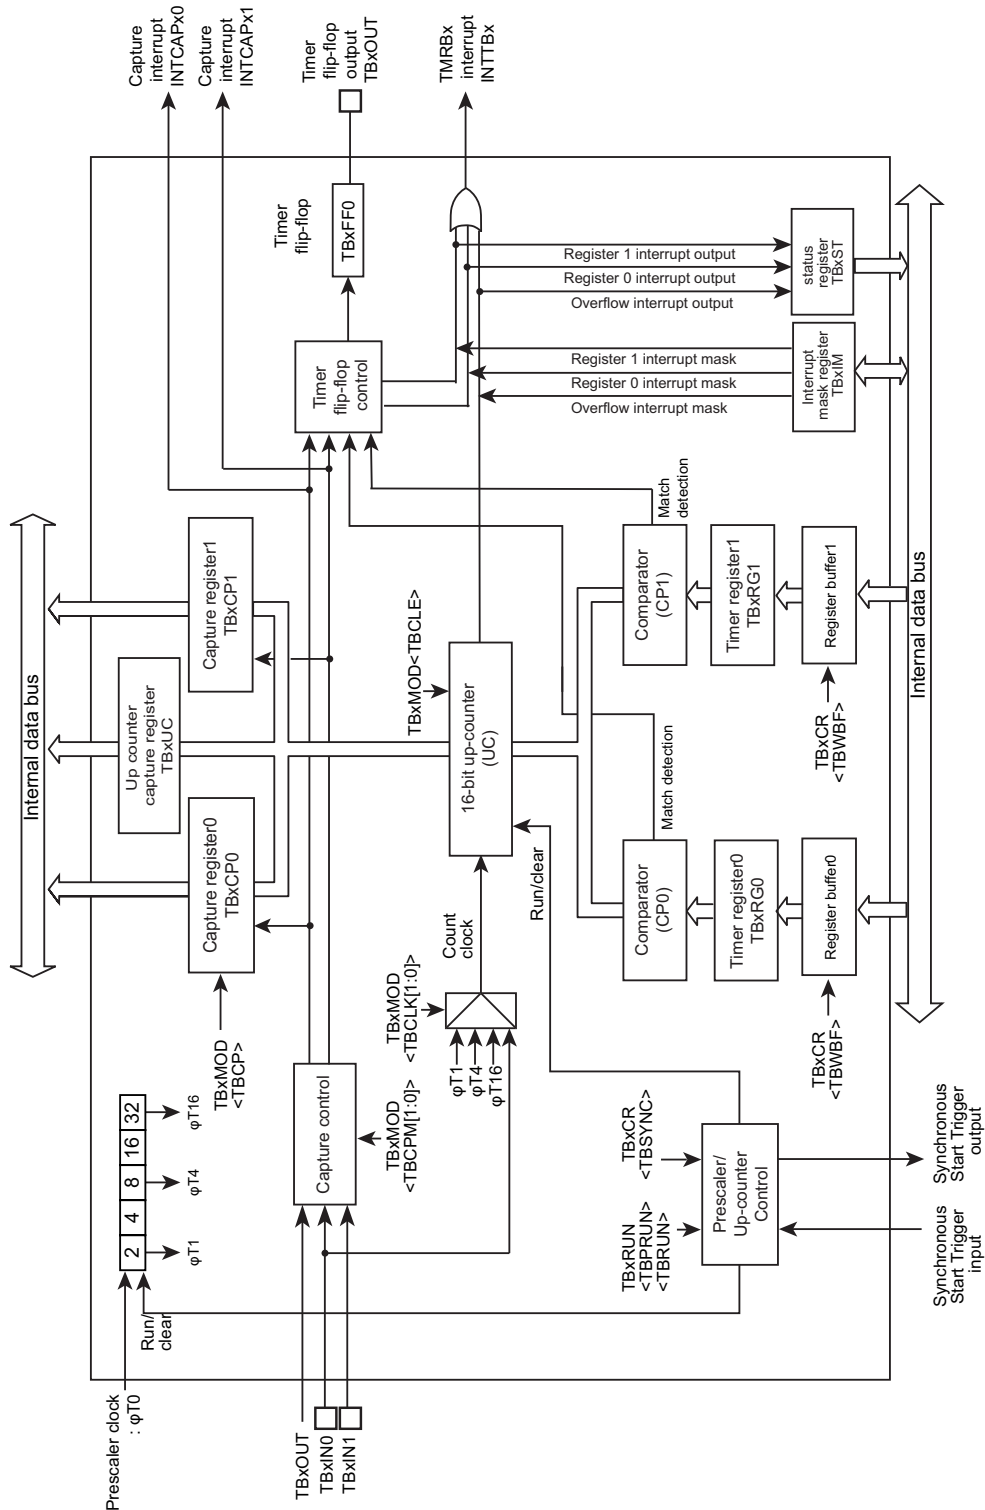 Prescaler clock
: φT0
Run/
clear
2
4
8
16
32
φT1
φT4
φT16
TBxOUT
TBxIN0
TBxIN1
Capture control
TBxMOD
<TBCPM[1:0]>
TBxMOD
<TBCP>
Internal data bus
Capture register0
TBxCP0
Up counter
capture register
TBxUC
Capture register1
TBxCP1
Capture
interrupt
INTCAPx0
Capture
interrupt
INTCAPx1
Timer
flip-flop
output
TBxOUT
TMRBx
interrupt
INTTBx
Timer
flip-flop
TBxFF0
Timer
flip-flop
control
TBxMOD
<TBCLK[1:0]>
φT1
φT4
φT16
Count
clock
TBxMOD<TBCLE>
16-bit up-counter
(UC)
Run/clear
Register 1 interrupt output
Register 0 interrupt output
Overflow interrupt output
Register 1 interrupt mask
Register 0 interrupt mask
Overflow interrupt mask
status
register
TBxST
Interrupt
mask register
TBxIM
TBxRUN
<TBPRUN>
<TBRUN>
TBxCR
<TBSYNC>
Prescaler/
Up-counter
Control
Synchronous
Start Trigger
input
Synchronous
Start Trigger
output
Match detection
Comparator
(CP0)
Timer register0
TBxRG0
Register buffer0
TBxCR
<TBWBF>
Match
detection
Comparator
(CP1)
Timer register1
TBxRG1
Register buffer1
TBxCR
<TBWBF>
Internal data bus